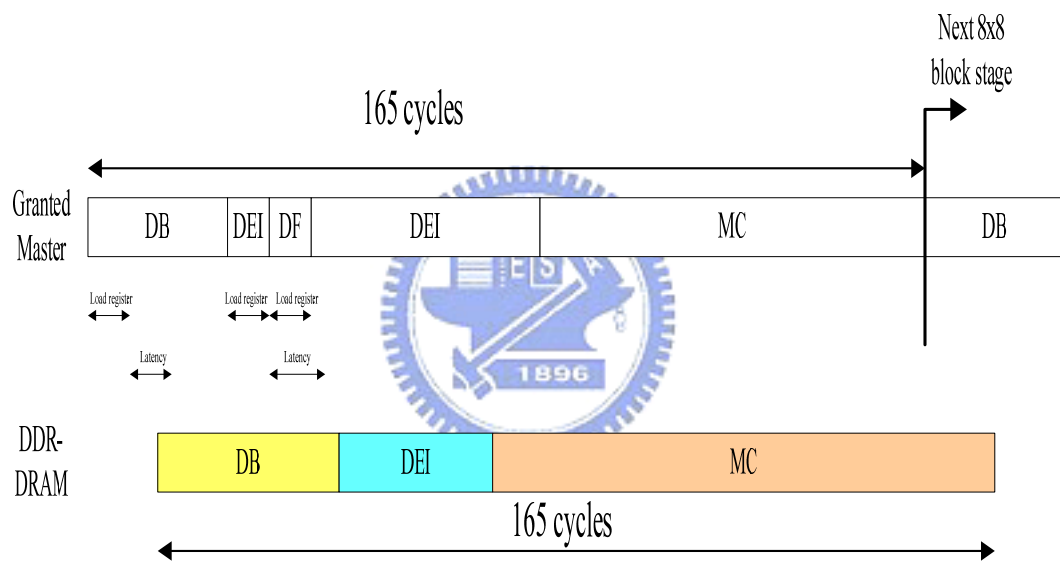 Next 8x8
block stage
165 cycles
Granted
Master
DB
DEI
DF
DEI
MC
DB
Load register
Load register
Load register
Latency
Latency
E S
A
1896
DDR-
DRAM
DB
DEI
MC
165 cycles